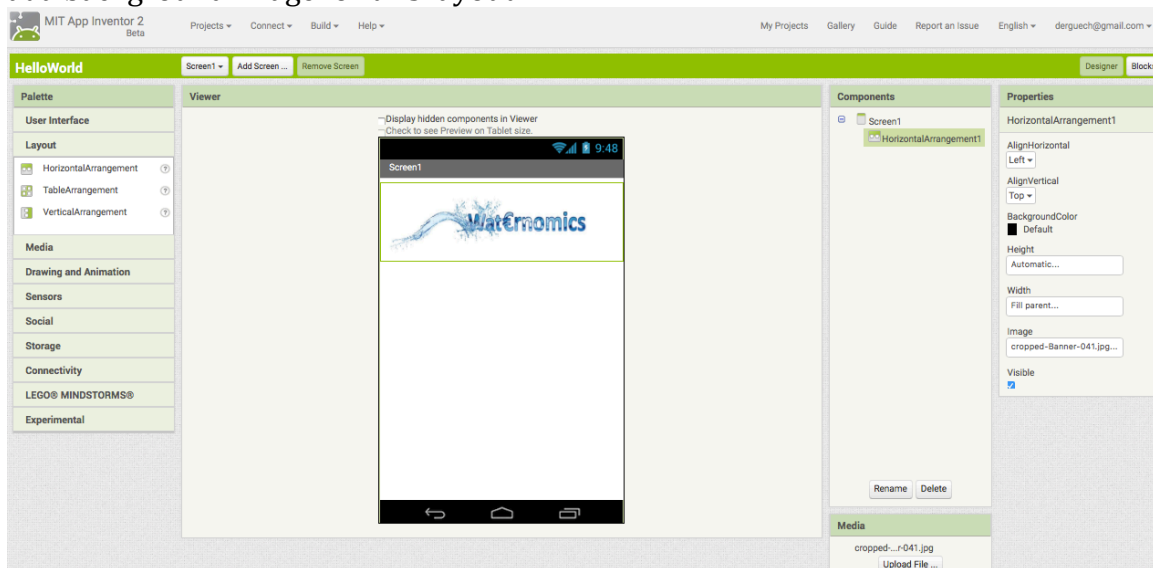 MIT App Inventor 2
Beta
Projects Connect Build Help
My Projects Gallery Guide Report an Issue English derguech@gmail.com
HelloWorld
Screen1 Add Screen ... Remove Screen
Designer Blocks
Palette
User Interface
Layout
HorizontalArrangement
TableArrangement
VerticalArrangement
Media
Drawing and Animation
Sensors
Social
Storage
Connectivity
LEGO® MINDSTORMS®
Experimental
Viewer
Display hidden components in Viewer
Check to see Preview on Tablet size.
9:48
Screen1
Wat€rnomics
Components
Screen1
HorizontalArrangement1
Rename Delete
Media
cropped-...r-041.jpg
Upload File ...
Properties
HorizontalArrangement1
AlignHorizontal
Left
AlignVertical
Top
BackgroundColor
Default
Height
Automatic...
Width
Fill parent...
Image
cropped-Banner-041.jpg...
Visible